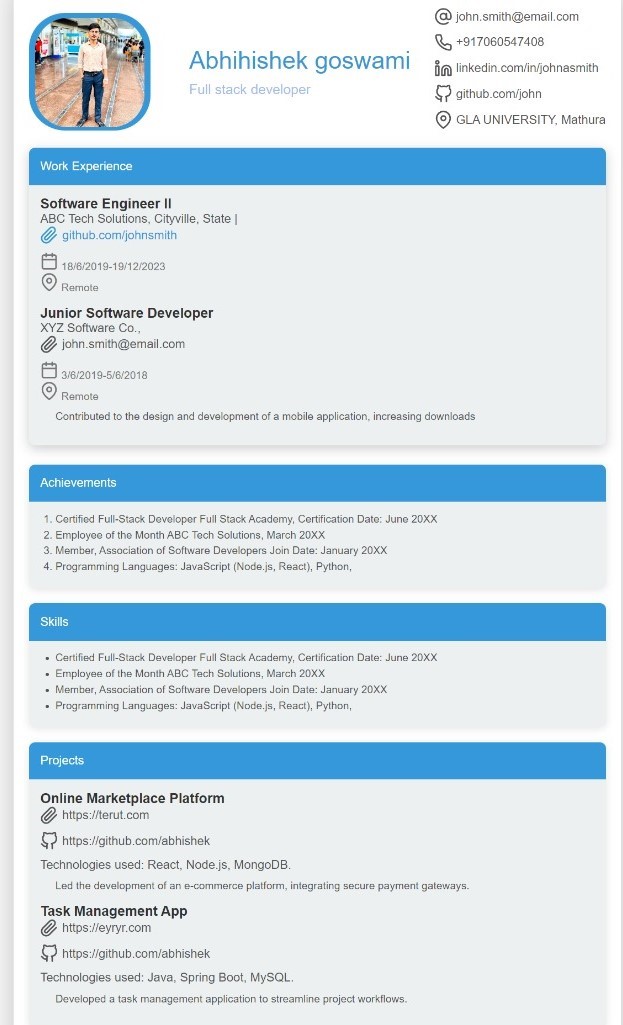 Abhihishek goswami
Full stack developer
john.smith@email.com
+917060547408
linkedin.com/in/johnasmith
github.com/john
GLA UNIVERSITY, Mathura
Work Experience
Software Engineer II
ABC Tech Solutions, Cityville, State |
github.com/johnsmith
18/6/2019-19/12/2023
Remote
Junior Software Developer
XYZ Software Co.,
john.smith@email.com
3/6/2019-5/6/2018
Remote
Contributed to the design and development of a mobile application, increasing downloads
Achievements
1. Certified Full-Stack Developer Full Stack Academy, Certification Date: June 20XX
2. Employee of the Month ABC Tech Solutions, March 20XX
3. Member, Association of Software Developers Join Date: January 20XX
4. Programming Languages: JavaScript (Node.js, React), Python,
Skills
• Certified Full-Stack Developer Full Stack Academy, Certification Date: June 20XX
• Employee of the Month ABC Tech Solutions, March 20XX
• Member, Association of Software Developers Join Date: January 20XX
• Programming Languages: JavaScript (Node.js, React), Python,
Projects
Online Marketplace Platform
https://terut.com
https://github.com/abhishek
Technologies used: React, Node.js, MongoDB.
Led the development of an e-commerce platform, integrating secure payment gateways.
Task Management App
https://eyryr.com
https://github.com/abhishek
Technologies used: Java, Spring Boot, MySQL.
Developed a task management application to streamline project workflows.